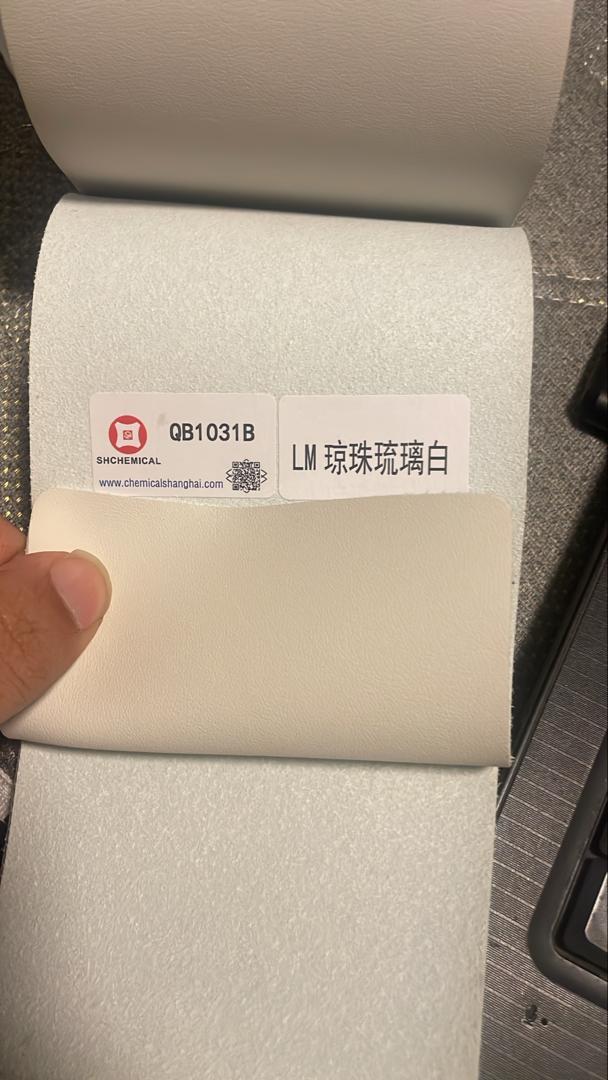 QB1031B
SHCHEMICAL
www.chemicalshanghai.com
LM 琼珠琉璃白